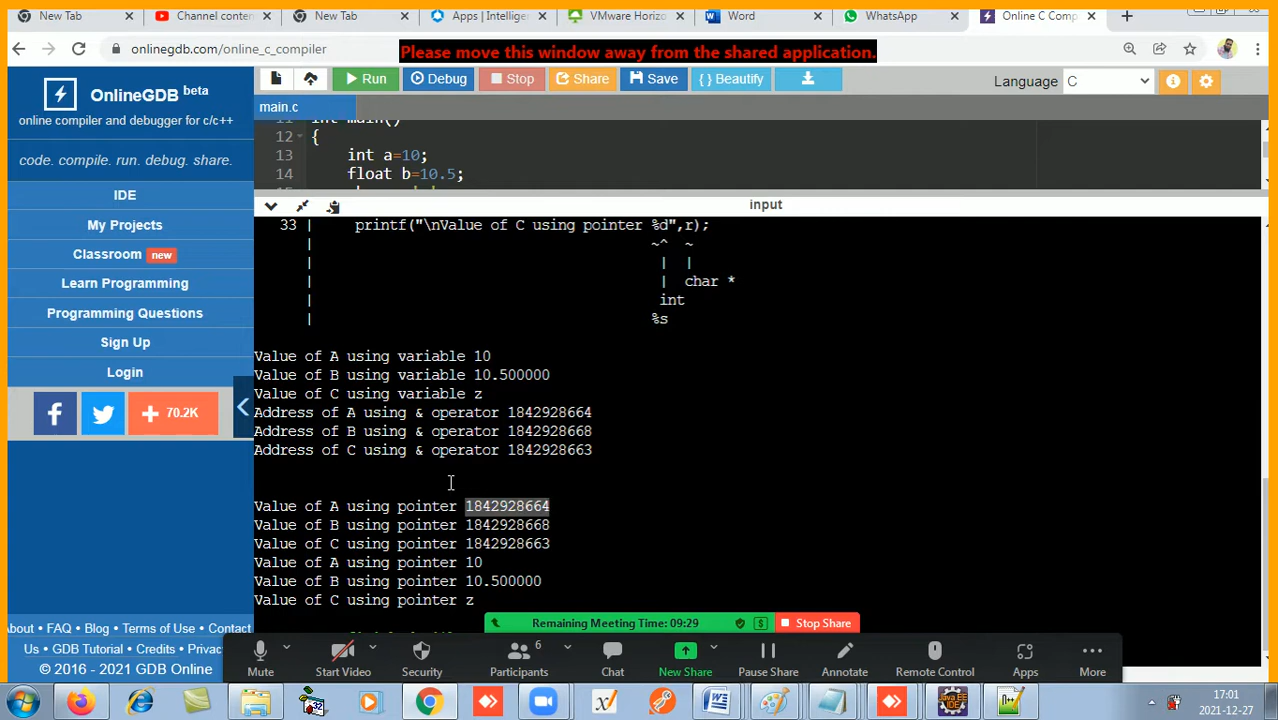 New Tab
Channel conten
New Tab
Apps | Intelliger
VMware Horizo
Word
WhatsApp
Online C Comp
onlinegdb.com/online_c_compiler
Please move this window away from the shared application.
OnlineGDB beta
online compiler and debugger for c/c++
code. compile. run. debug. share.
IDE
My Projects
Classroom new
Learn Programming
Programming Questions
Sign Up
Login
70.2K
About • FAQ • Blog • Terms of Use • Contact
Us • GDB Tutorial • Credits • Privac
© 2016 - 2021 GDB Online
Run Debug Stop Share Save { } Beautify
Language C
main.c
11 int main()
12 {
13 int a=10;
14 float b=10.5;
input
33 | printf("\nValue of C using pointer %d",r);
| ~^ ~
| | |
| | char *
| int
| %s
Value of A using variable 10
Value of B using variable 10.500000
Value of C using variable z
Address of A using & operator 1842928664
Address of B using & operator 1842928668
Address of C using & operator 1842928663
Value of A using pointer 1842928664
Value of B using pointer 1842928668
Value of C using pointer 1842928663
Value of A using pointer 10
Value of B using pointer 10.500000
Value of C using pointer z
Remaining Meeting Time: 09:29 $ Stop Share
Mute
Start Video
Security
Participants 6
Chat
New Share
Pause Share
Annotate
Remote Control
Apps
More
17:01
2021-12-27